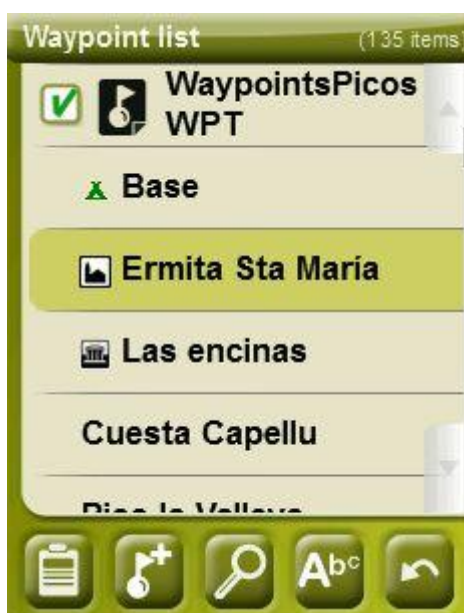 Waypoint list (135 items)
WaypointsPicos
WPT
Base
Ermita Sta María
Las encinas
Cuesta Capellu
Abc